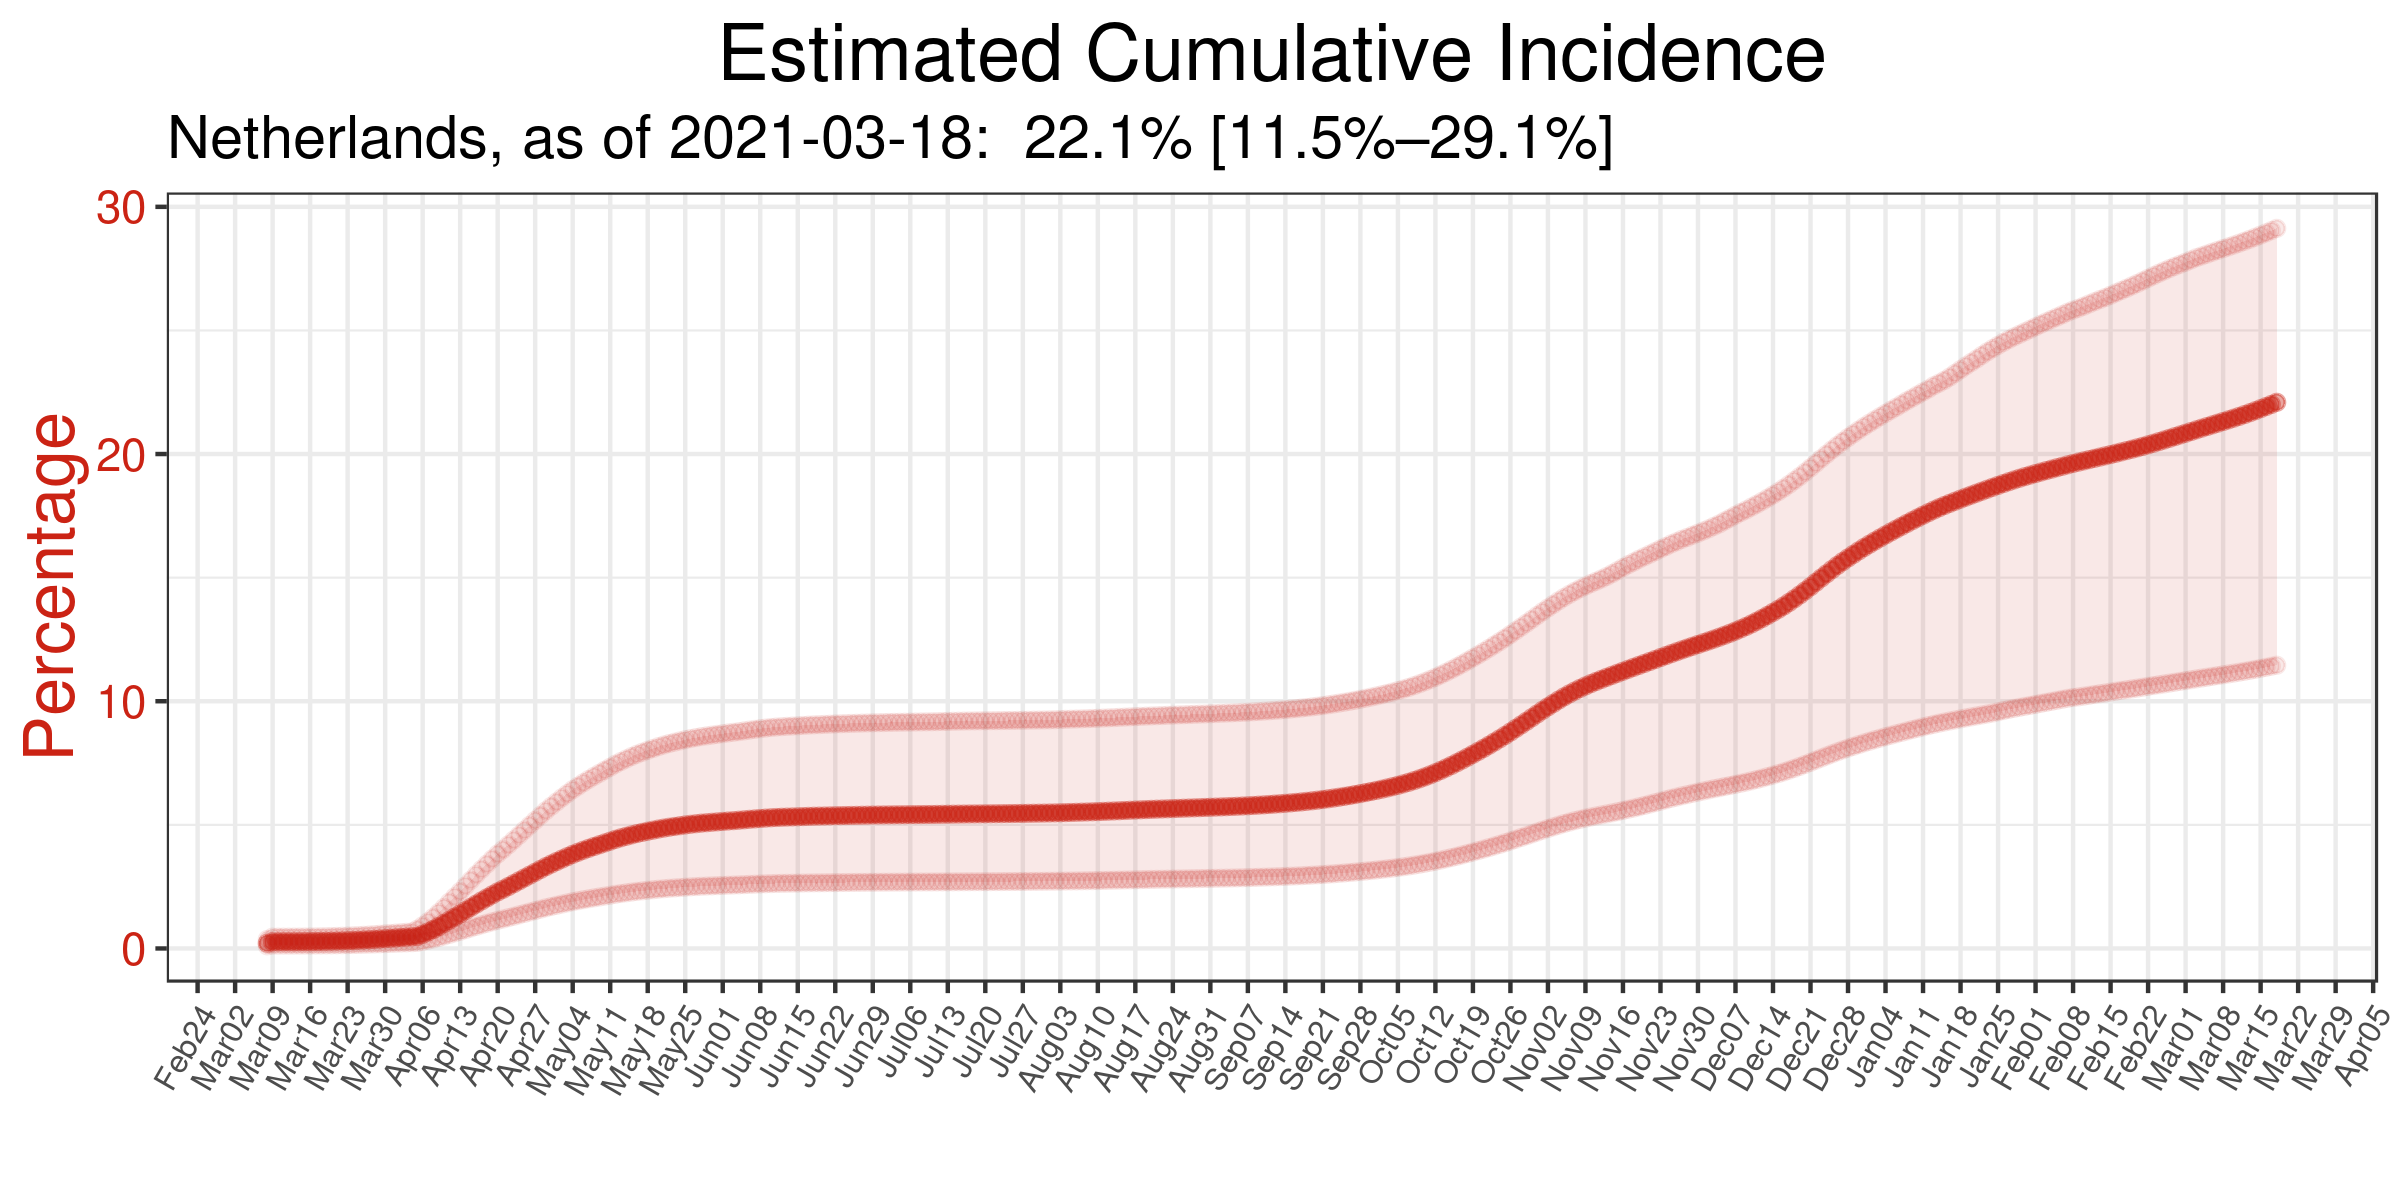 Estimated Cumulative Incidence
Netherlands, as of 2021-03-18: 22.1% [11.5%–29.1%]
Percentage
30
20
10
0
Feb24
Mar02
Mar09
Mar16
Mar23
Mar30
Apr06
Apr13
Apr20
Apr27
May04
May11
May18
May25
Jun01
Jun08
Jun15
Jun22
Jun29
Jul06
Jul13
Jul20
Jul27
Aug03
Aug10
Aug17
Aug24
Aug31
Sep07
Sep14
Sep21
Sep28
Oct05
Oct12
Oct19
Oct26
Nov02
Nov09
Nov16
Nov23
Nov30
Dec07
Dec14
Dec21
Dec28
Jan04
Jan11
Jan18
Jan25
Feb01
Feb08
Feb15
Feb22
Mar01
Mar08
Mar15
Mar22
Mar29
Apr05